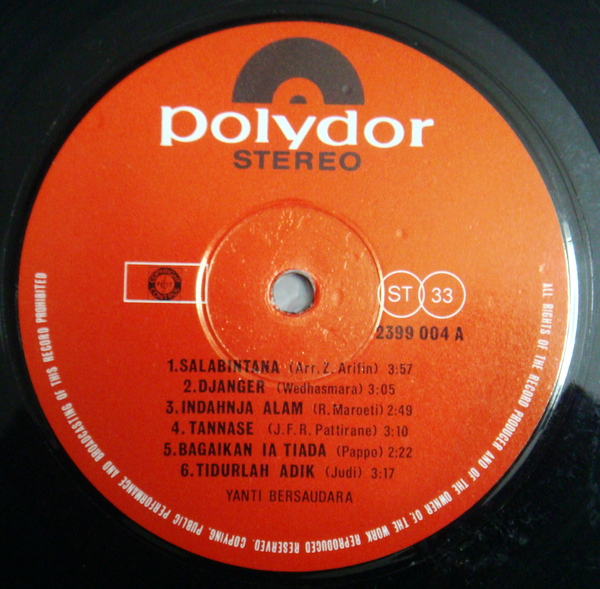 polydor
STEREO
ST 33
2399 004 A
1.SALABINTANA (Arr. Z. Arifin) 3:57
2.DJANGER (Wedhasmara) 3:05
3.INDAHNJA ALAM (R. Maroeti) 2:49
4.TANNASE (J.F.R. Pattirane) 3:10
5.BAGAIKAN IA TIADA (Pappo) 2:22
6.TIDURLAH ADIK (Judi) 3:17
YANTI BERSAUDARA
ALL RIGHTS OF THE RECORD PRODUCER AND OF THE OWNER OF THE WORK REPRODUCED RESERVED. COPYING, PUBLIC PERFORMANCE AND BROADCASTING OF THIS RECORD PROHIBITED